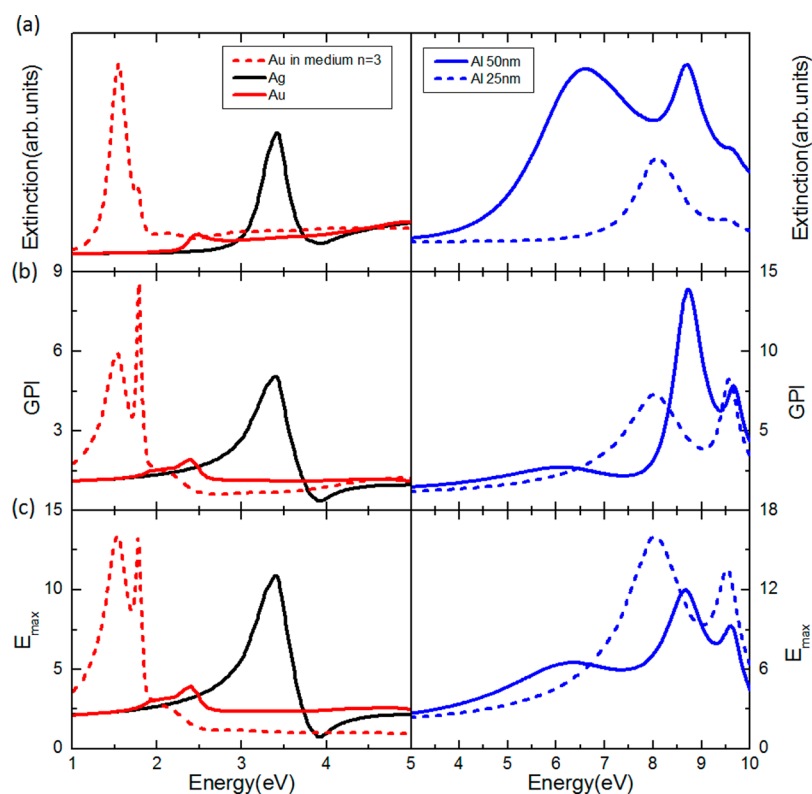 (a)
Extinction(arb.units)
Au in medium n=3
Ag
Au
Al 50nm
Al 25nm
Extinction(arb.units)
(b)
9
6
3
GPI
15
10
5
GPI
(c)
15
10
5
0
E_max
18
12
6
0
E_max
1 2 3 4 5
4 5 6 7 8 9 10
Energy(eV)
Energy(eV)